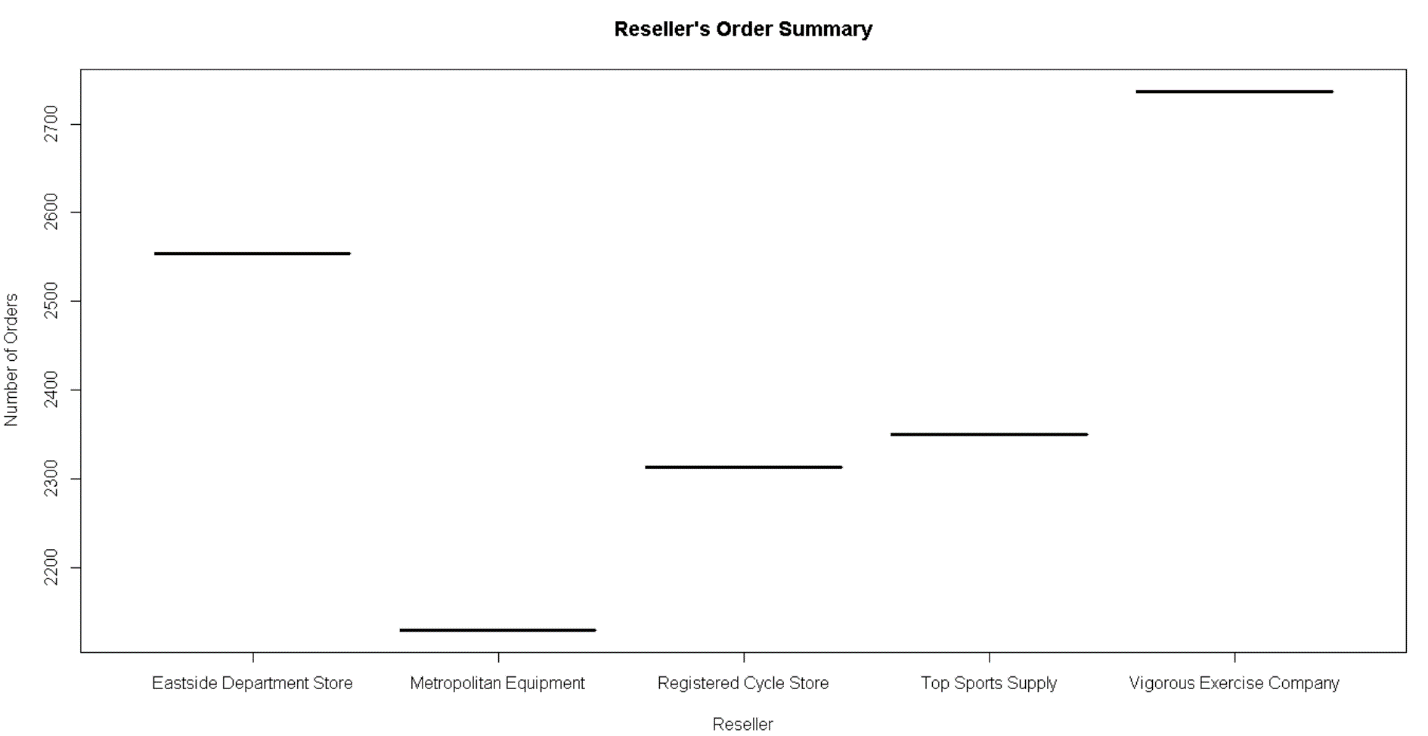 Reseller's Order Summary
Number of Orders
2700
2600
2500
2400
2300
2200
Eastside Department Store
Metropolitan Equipment
Registered Cycle Store
Top Sports Supply
Vigorous Exercise Company
Reseller